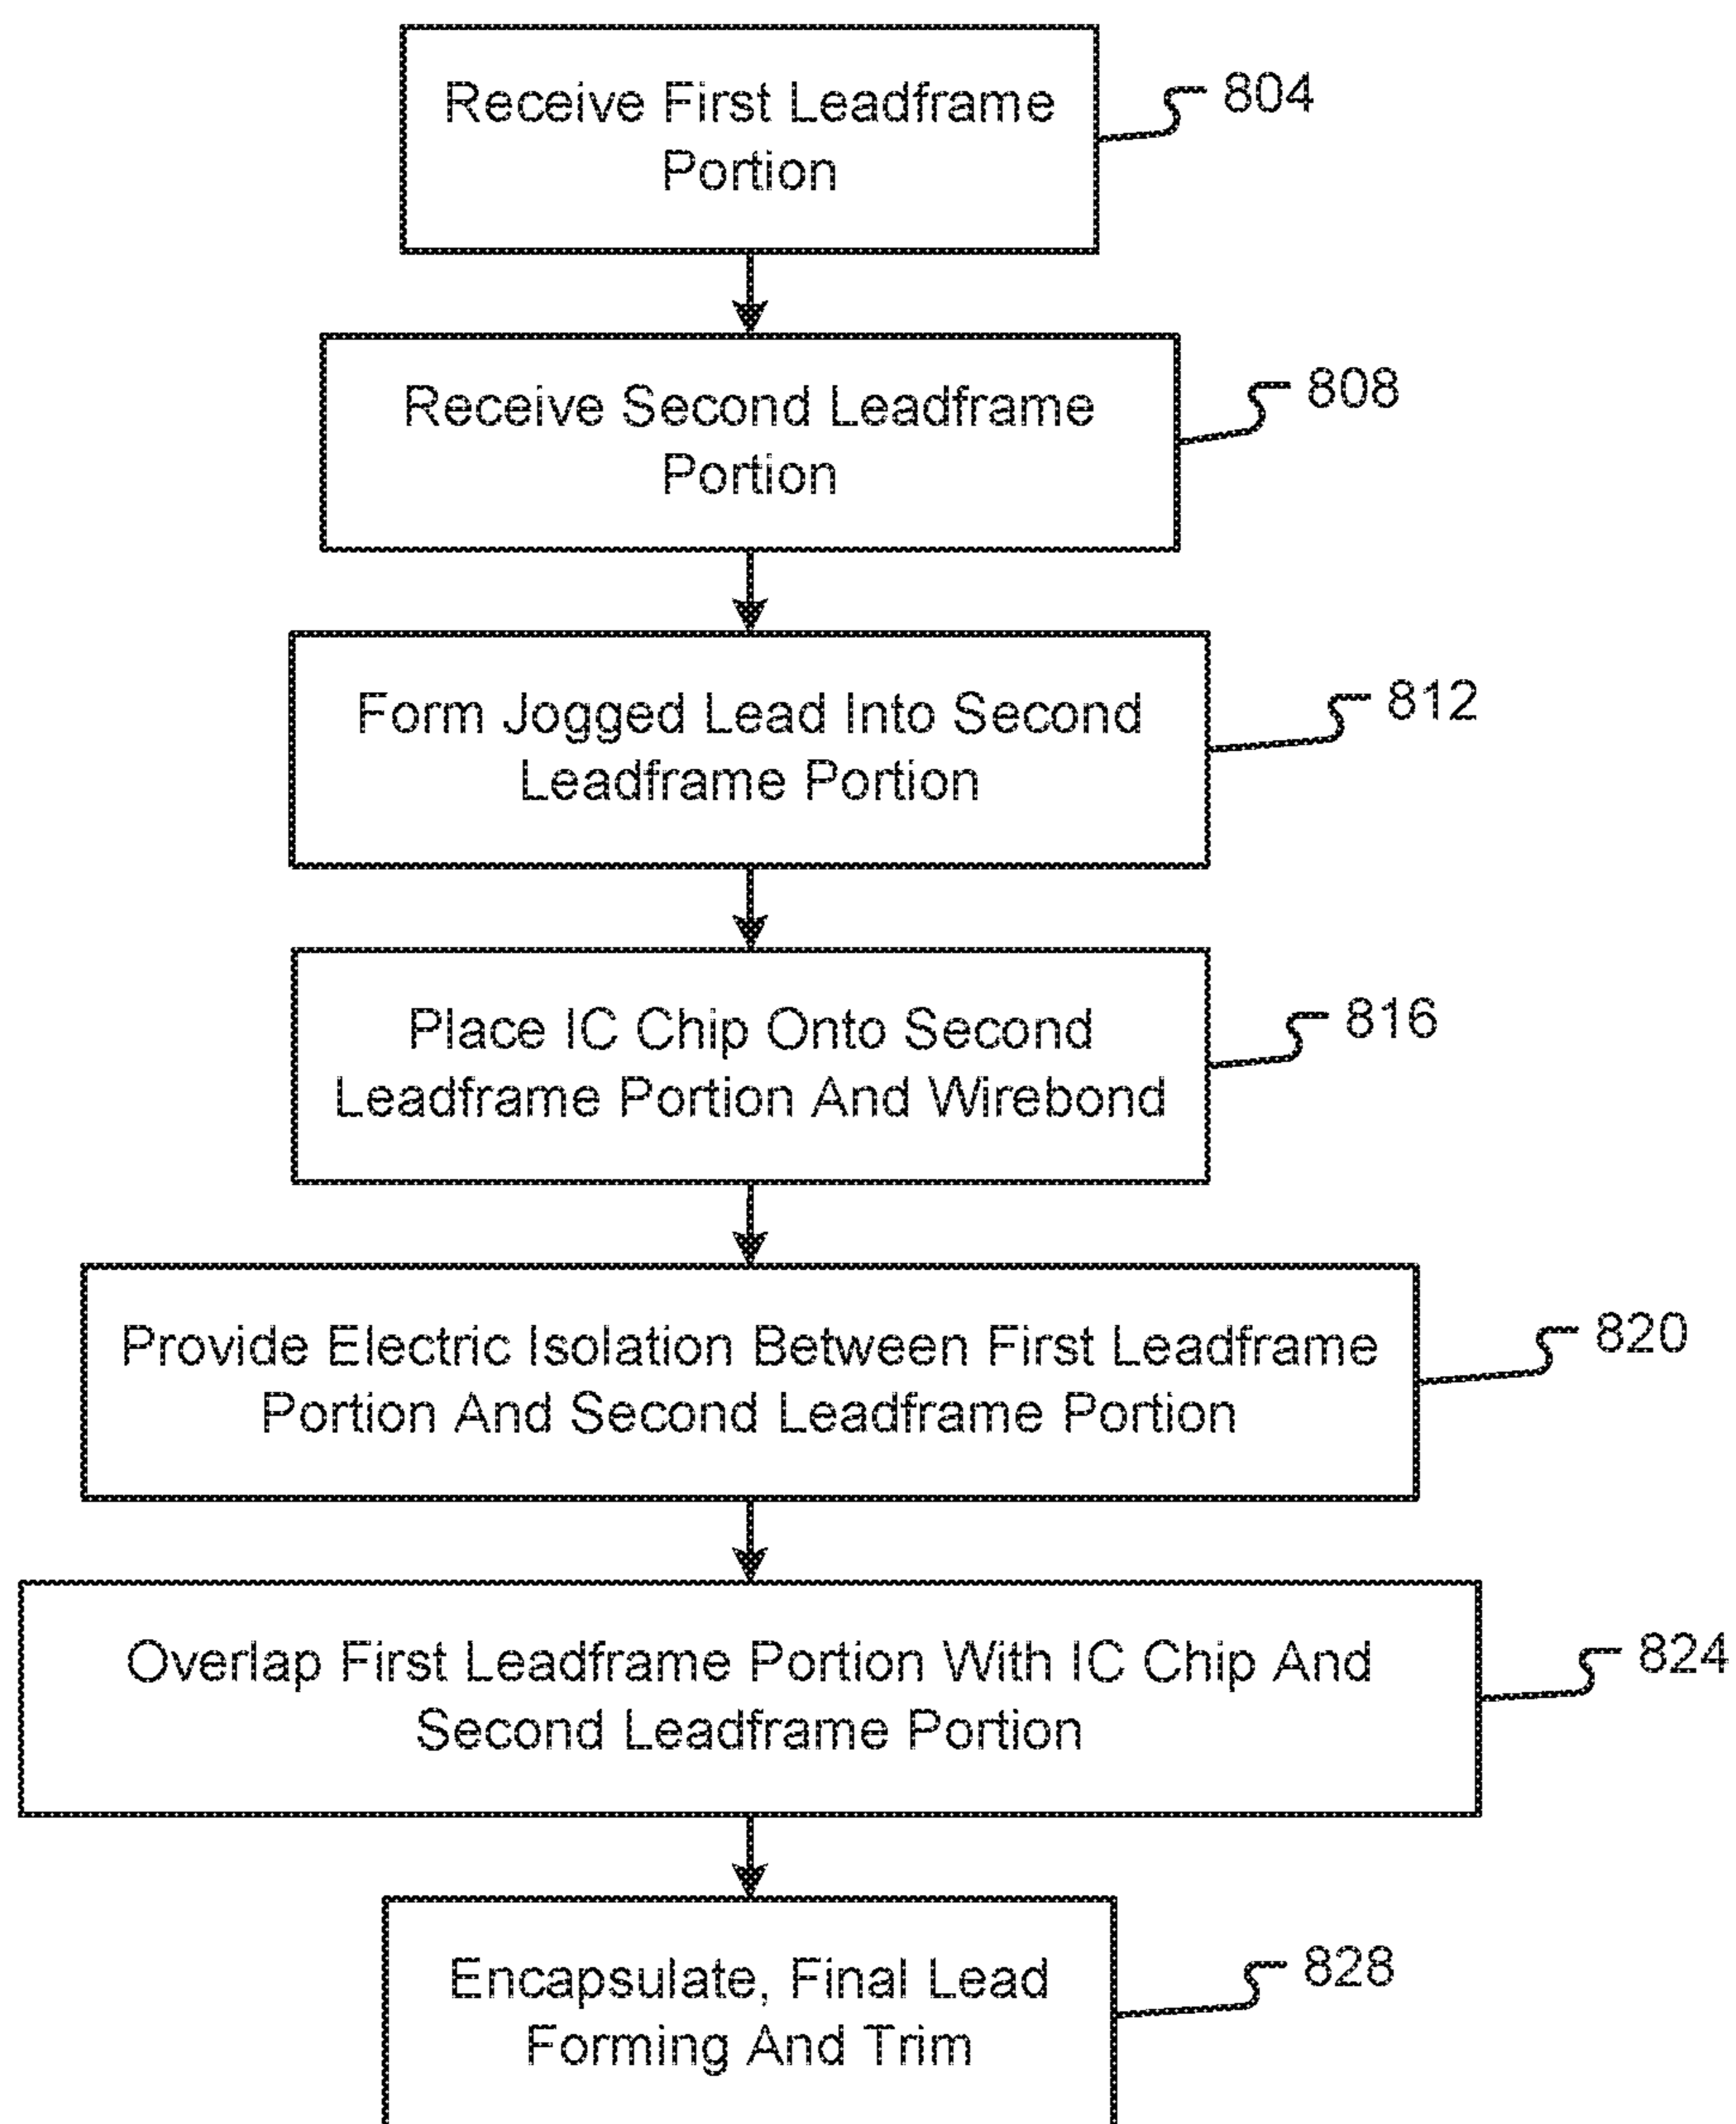 Receive First Leadframe
Portion
804
Receive Second Leadframe
Portion
808
Form Jogged Lead Into Second
Leadframe Portion
812
Place IC Chip Onto Second
Leadframe Portion And Wirebond
816
Provide Electric Isolation Between First Leadframe
Portion And Second Leadframe Portion
820
Overlap First Leadframe Portion With IC Chip And
Second Leadframe Portion
824
Encapsulate, Final Lead
Forming And Trim
828